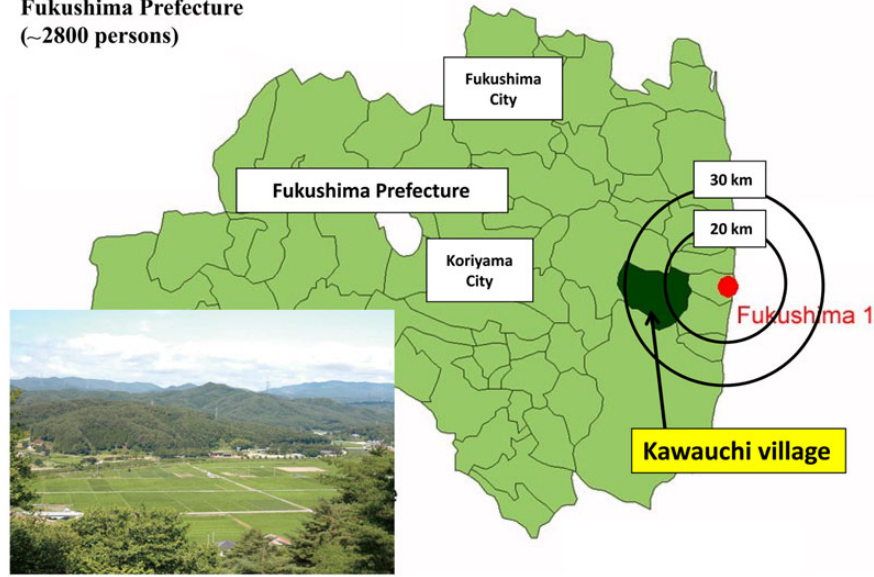 Fukushima Prefecture
(~2800 persons)
Fukushima
City
30 km
Fukushima Prefecture
20 km
Koriyama
City
Fukushima 1
Kawauchi village
e